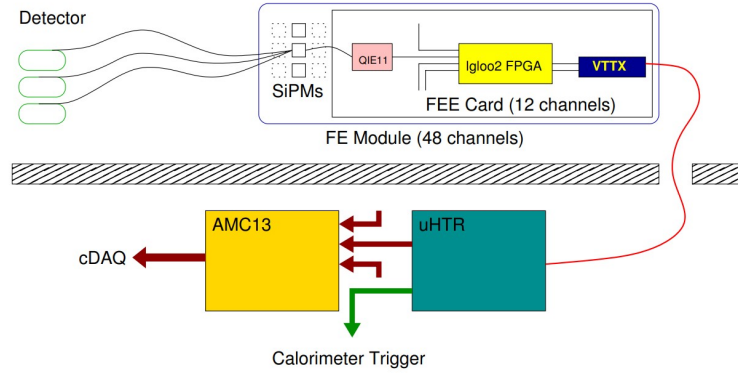 Detector
SiPMs
QIE11
Igloo2 FPGA
VTTX
FEE Card (12 channels)
FE Module (48 channels)
AMC13
uHTR
cDAQ
Calorimeter Trigger